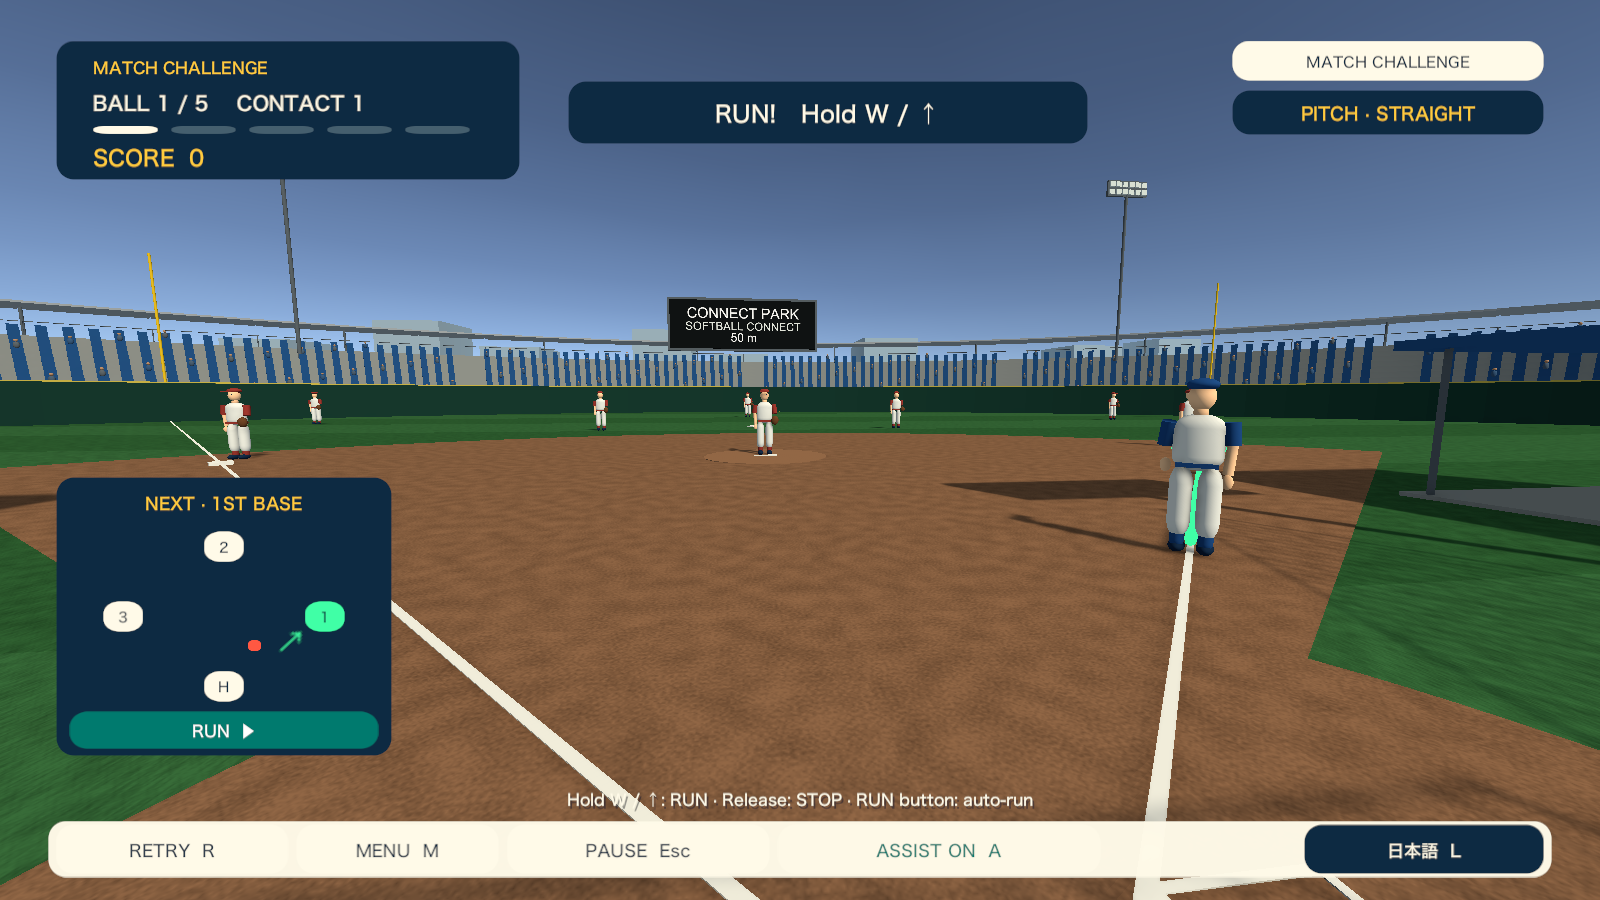 MATCH CHALLENGE
BALL 1 / 5 CONTACT 1
SCORE 0
RUN! Hold W / ↑
MATCH CHALLENGE
PITCH · STRAIGHT
CONNECT PARK
SOFTBALL CONNECT
50 m
NEXT · 1ST BASE
2
3
1
H
RUN ▶
Hold W / ↑: RUN · Release: STOP · RUN button: auto-run
RETRY R
MENU M
PAUSE Esc
ASSIST ON A
日本語 L